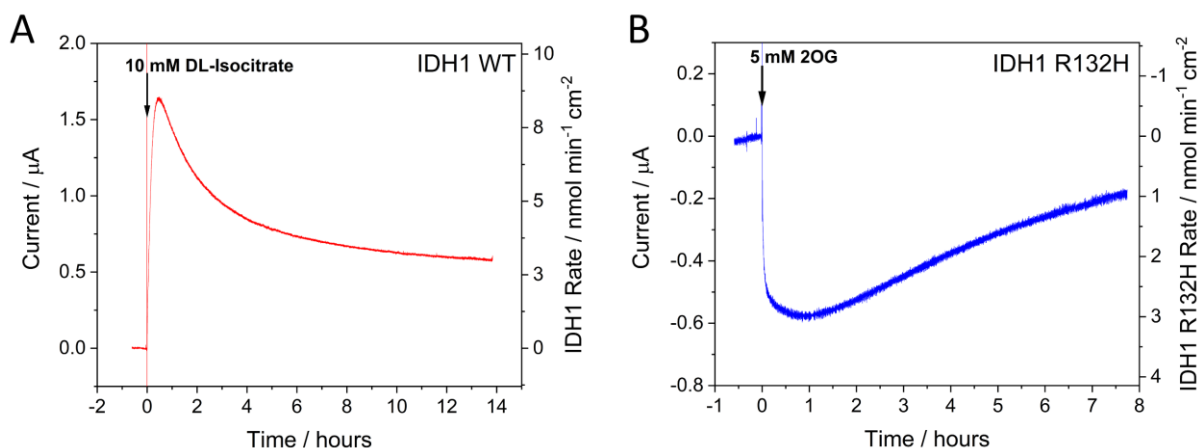 A
IDH1 WT
10 mM DL-Isocitrate
Current / μA
2.0
1.5
1.0
0.5
0.0
IDH1 Rate / nmol min⁻¹ cm⁻²
10
8
5
3
0
-2 0 2 4 6 8 10 12 14
Time / hours
B
IDH1 R132H
5 mM 2OG
Current / μA
0.2
0.0
-0.2
-0.4
-0.6
-0.8
IDH1 R132H Rate / nmol min⁻¹ cm⁻²
-1
0
1
2
3
4
-1 0 1 2 3 4 5 6 7 8
Time / hours